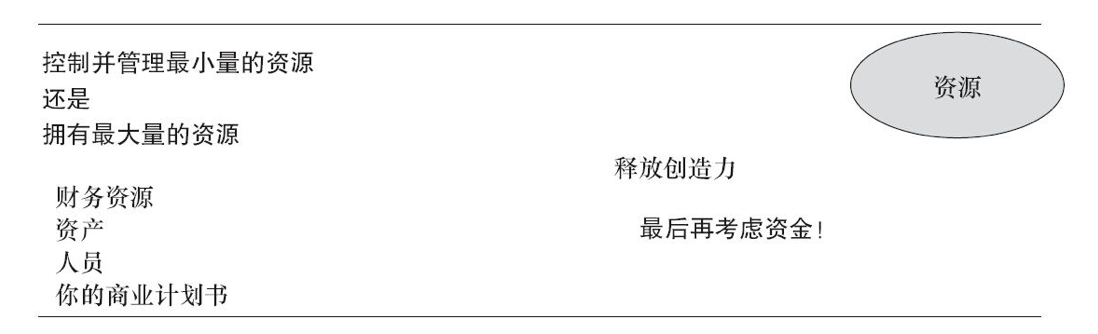 控制并管理最小量的资源
还是
拥有最大量的资源
资源
释放创造力
财务资源
资产
最后再考虑资金!
人员
你的商业计划书